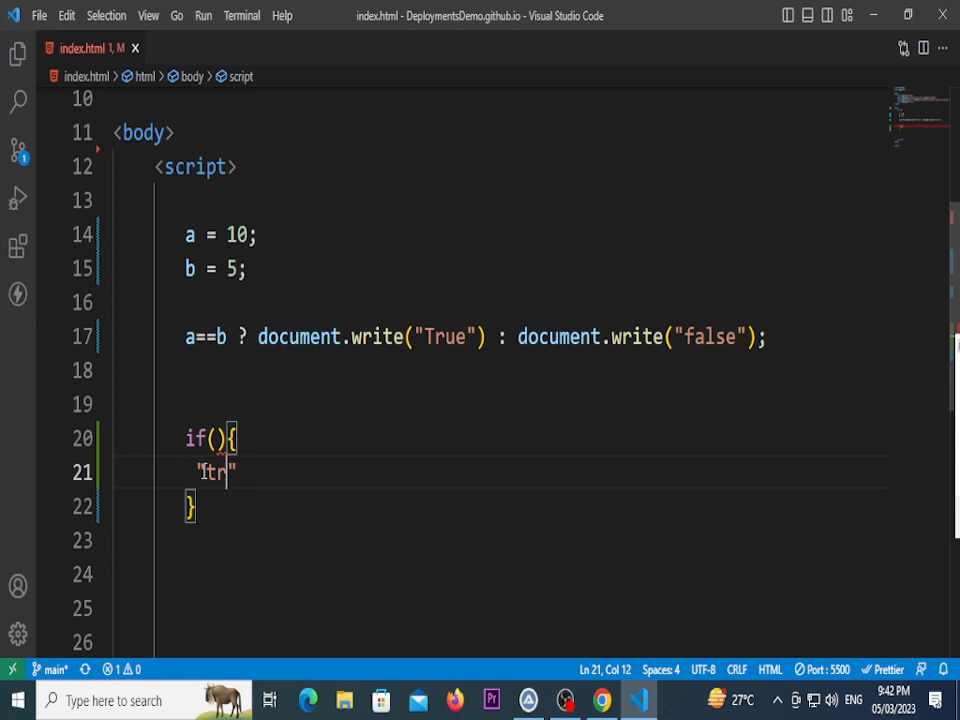 File Edit Selection View Go Run Terminal Help index.html - DeploymentsDemo.github.io - Visual Studio Code
index.html 1, M
index.html > html > body > script
10
11 <body>
12 <script>
13
14 a = 10;
15 b = 5;
16
17 a==b ? document.write("True") : document.write("false");
18
19
20 if(){
21 "tr"
22 }
23
24
25
26
1
main* 1 0 Ln 21, Col 12 Spaces: 4 UTF-8 CRLF HTML Port : 5500 Prettier
Type here to search Pr 27°C ENG 9:42 PM
05/03/2023